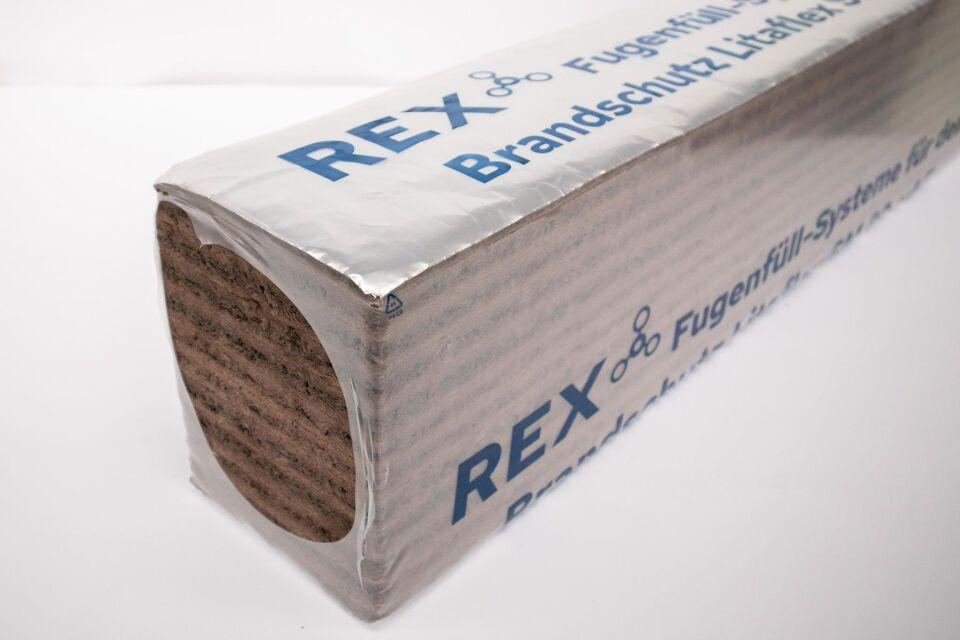 REX Fugenfüll-
Brandschutz Litaflex
REX Fugenfüll-Systeme für
Brandschutz